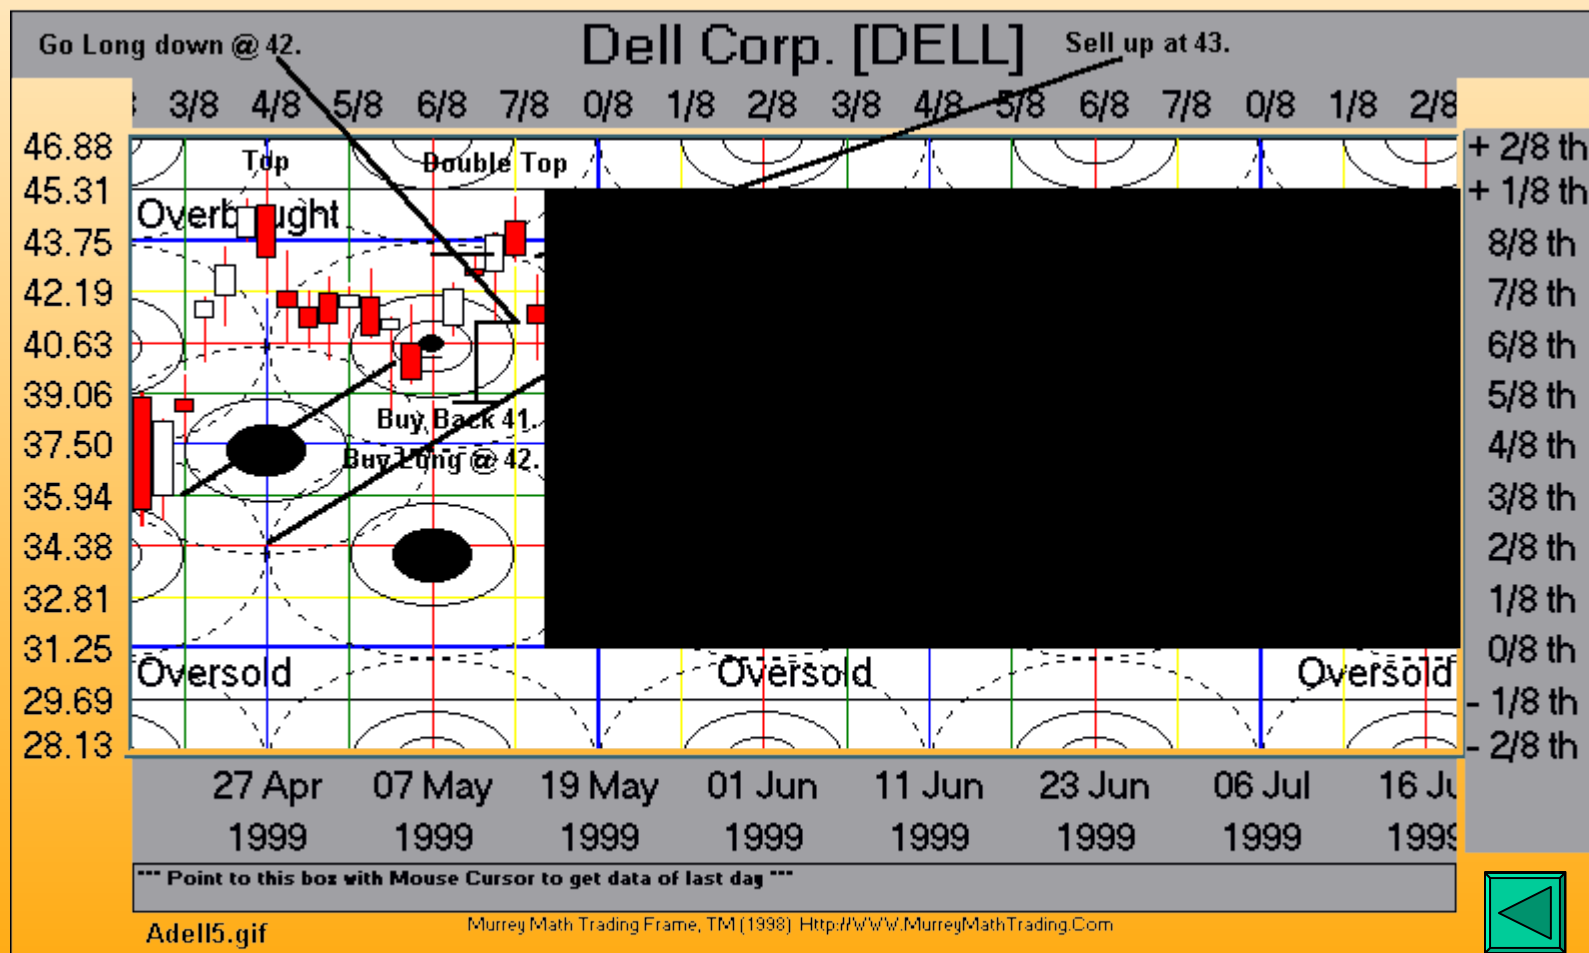 Go Long down @ 42.
Dell Corp. [DELL]
Sell up at 43.
3/8 4/8 5/8 6/8 7/8 0/8 1/8 2/8 3/8 4/8 5/8 6/8 7/8 0/8 1/8 2/8
46.88 + 2/8 th
Top Double Top
45.31 + 1/8 th
Overbought
43.75 8/8 th
42.19 7/8 th
40.63 6/8 th
39.06 5/8 th
Buy Back 41.
37.50 4/8 th
Buy Long @ 42.
35.94 3/8 th
34.38 2/8 th
32.81 1/8 th
31.25 0/8 th
Oversold Oversold Oversold
29.69 - 1/8 th
28.13 - 2/8 th
27 Apr 07 May 19 May 01 Jun 11 Jun 23 Jun 06 Jul 16
1999 1999 1999 1999 1999 1999 1999 1999
*** Point to this box with Mouse Cursor to get data of last day ***
Adell5.gif
Murrey Math Trading Frame, TM (1998) Http://WWW.MurreyMathTrading.Com